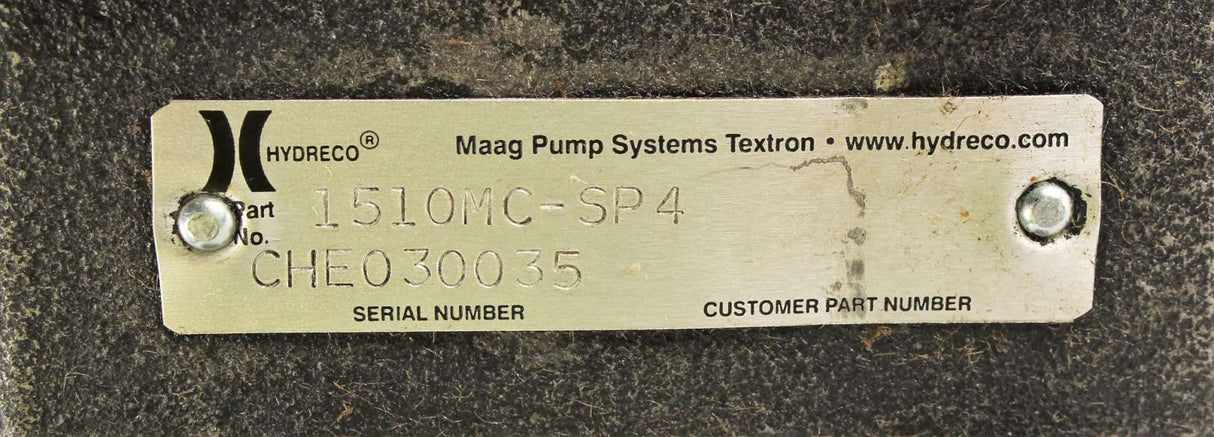 HYDRECO® Maag Pump Systems Textron • www.hydreco.com
Part No. 1510MC-SP4
CHE030035
SERIAL NUMBER CUSTOMER PART NUMBER